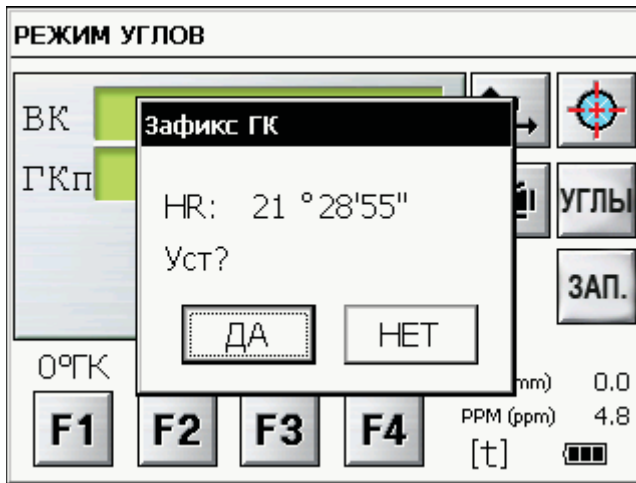 РЕЖИМ УГЛОВ
ВК
ГКп
Зафикс ГК
HR: 21 °28'55"
Уст?
ДА НЕТ
УГЛЫ
ЗАП.
0°ГК
F1 F2 F3 F4
mm) 0.0
PPM (ppm) 4.8
[t]